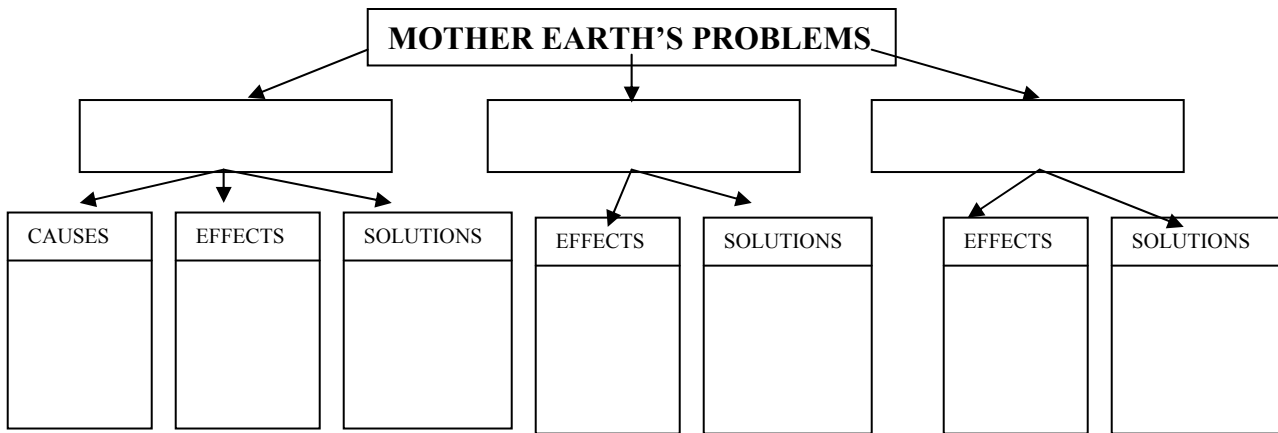 MOTHER EARTH’S PROBLEMS
CAUSES
EFFECTS
SOLUTIONS
EFFECTS
SOLUTIONS
EFFECTS
SOLUTIONS